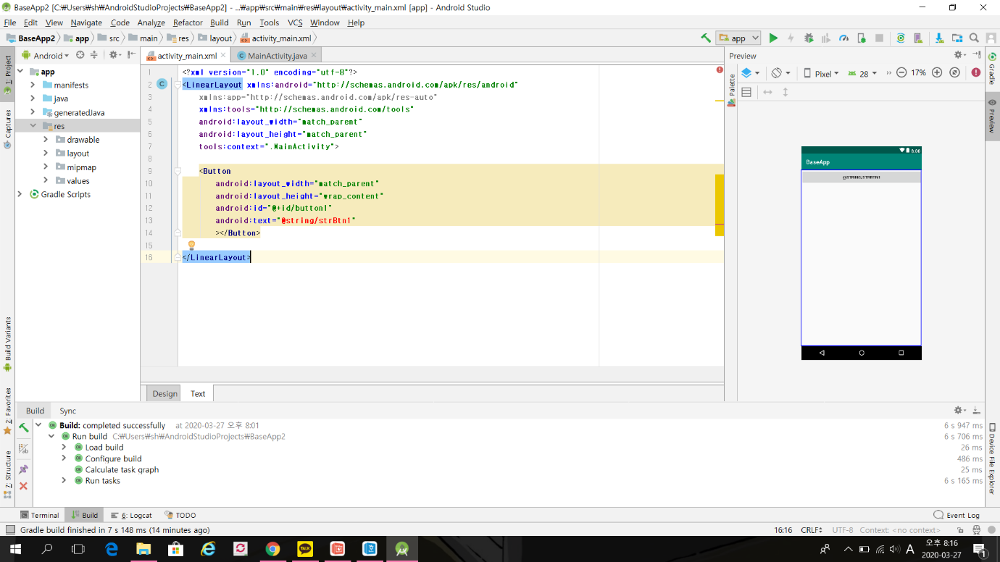 BaseApp2 [C:₩Users₩sh₩AndroidStudioProjects₩BaseApp2] - ...₩app₩src₩main₩res₩layout₩activity_main.xml [app] - Android Studio
File Edit View Navigate Code Analyze Refactor Build Run Tools VCS Window Help
BaseApp2 app src main res layout activity_main.xml
app
1: Project
Captures
Build Variants
2: Favorites
7: Structure
Android
app
manifests
java
generatedJava
res
drawable
layout
mipmap
values
Gradle Scripts
activity_main.xml MainActivity.java
1 <?xml version="1.0" encoding="utf-8"?>
2 <LinearLayout xmlns:android="http://schemas.android.com/apk/res/android"
3 xmlns:app="http://schemas.android.com/apk/res-auto"
4 xmlns:tools="http://schemas.android.com/tools"
5 android:layout_width="match_parent"
6 android:layout_height="match_parent"
7 tools:context=".MainActivity">
8
9 <Button
10 android:layout_width="match_parent"
11 android:layout_height="wrap_content"
12 android:id="@+id/button1"
13 android:text="@string/strBtn1"
14 ></Button>
15
16 </LinearLayout>
Design Text
Preview
Palette
Pixel 28 17%
8:00
BaseApp
@STRING/STRBTN1
Gradle
Preview
Device File Explorer
Build Sync
Build: completed successfully at 2020-03-27 오후 8:01 6 s 947 ms
Run build C:₩Users₩sh₩AndroidStudioProjects₩BaseApp2 6 s 706 ms
Load build 26 ms
Configure build 486 ms
Calculate task graph 25 ms
Run tasks 6 s 165 ms
Terminal Build 6: Logcat TODO Event Log
Gradle build finished in 7 s 148 ms (14 minutes ago) 16:16 CRLF UTF-8 Context: <no context>
TALK
A
오후 8:16
2020-03-27
1